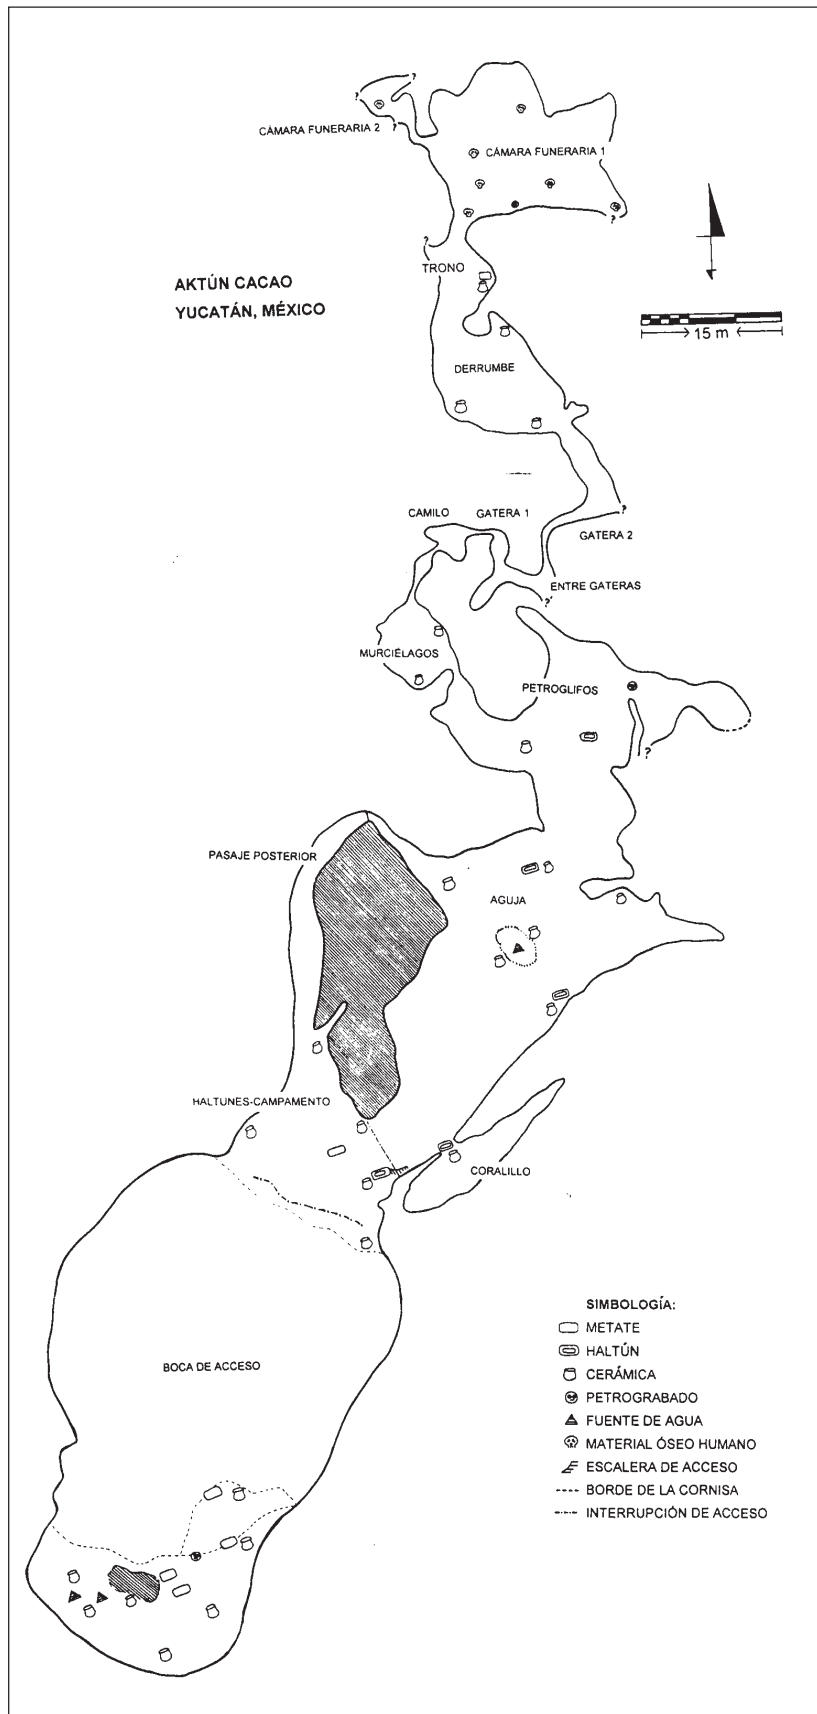 ?
?
CÁMARA FUNERARIA 2
?
CÁMARA FUNERARIA 1
?
?
TRONO
AKTÚN CACAO
YUCATÁN, MÉXICO
15 m
DERRUMBE
CAMILO
GATERA 1
?
GATERA 2
ENTRE GATERAS
?
MURCIÉLAGOS
PETROGLIFOS
?
PASAJE POSTERIOR
AGUJA
HALTUNES-CAMPAMENTO
CORALILLO
BOCA DE ACCESO
SIMBOLOGÍA:
METATE
HALTÚN
CERÁMICA
PETROGRABADO
FUENTE DE AGUA
MATERIAL ÓSEO HUMANO
ESCALERA DE ACCESO
BORDE DE LA CORNISA
INTERRUPCIÓN DE ACCESO